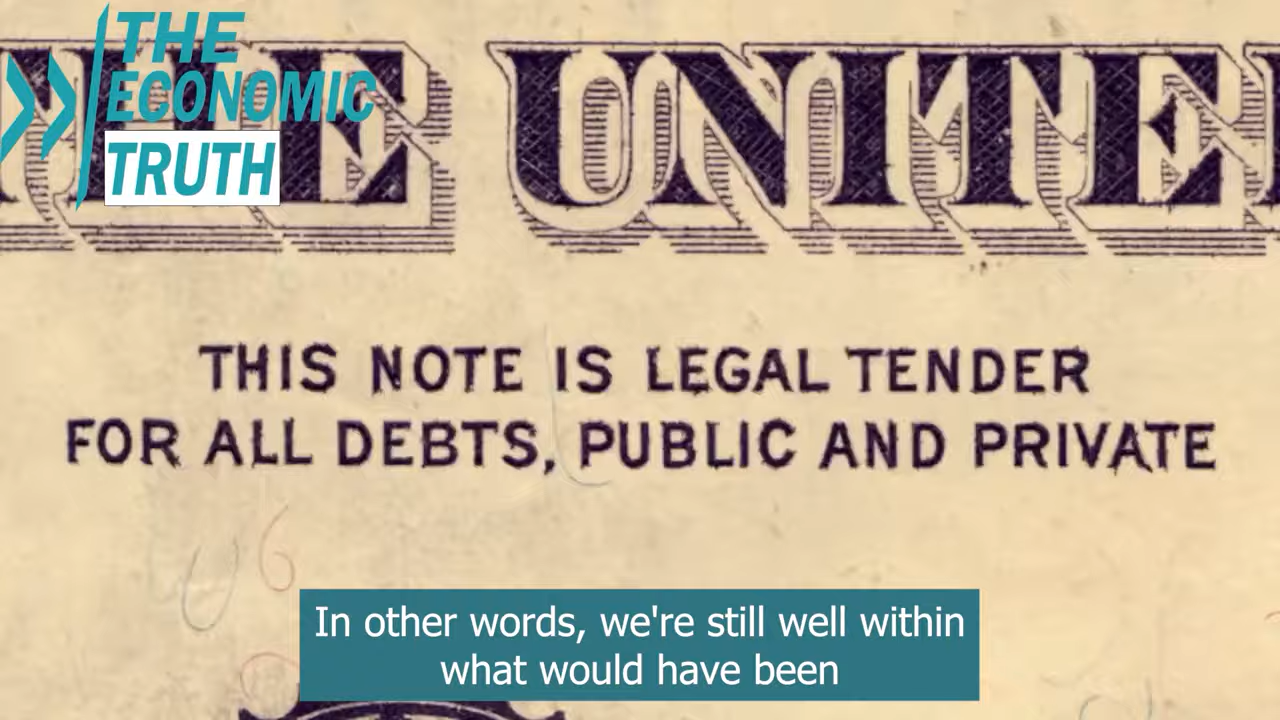 THE
ECONOMIC
TRUTH
THE UNITE
THIS NOTE IS LEGAL TENDER
FOR ALL DEBTS, PUBLIC AND PRIVATE
In other words, we're still well within
what would have been